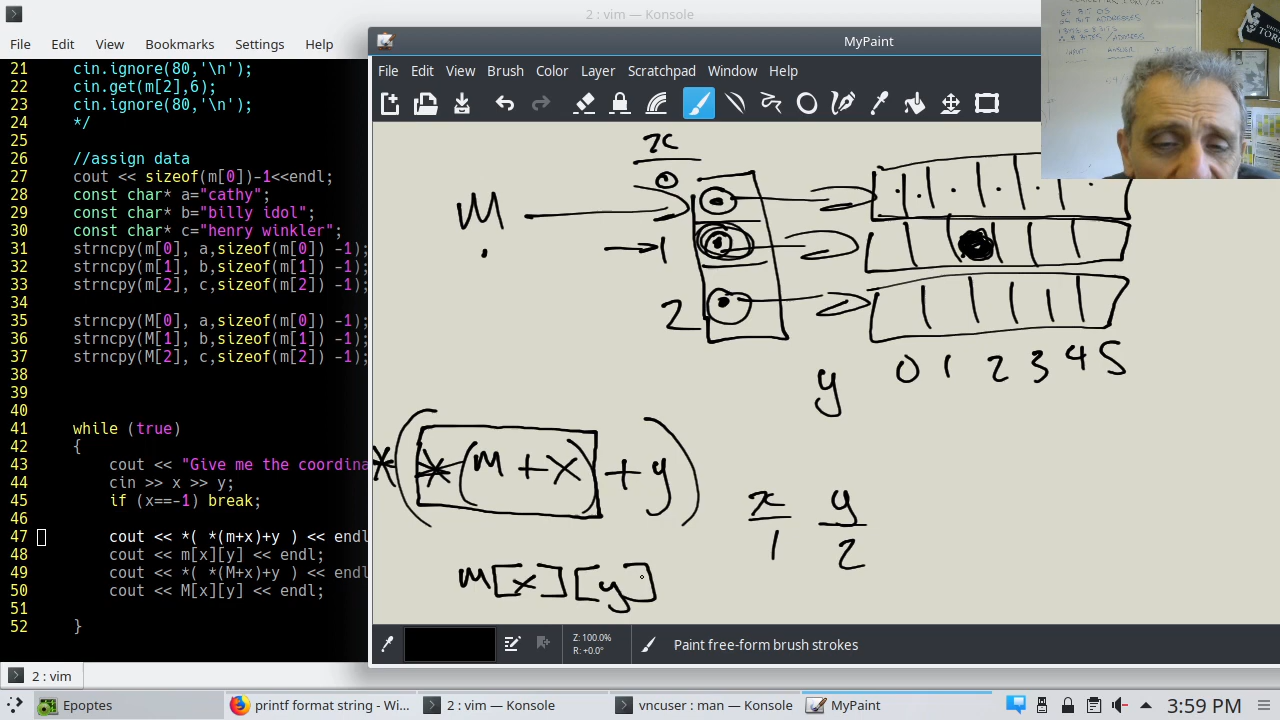 2 : vim — Konsole
File Edit View Bookmarks Settings Help
21 cin.ignore(80,'\n');
22 cin.get(m[2],6);
23 cin.ignore(80,'\n');
24 */
25
26 //assign data
27 cout << sizeof(m[0])-1<<endl;
28 const char* a="cathy";
29 const char* b="billy idol";
30 const char* c="henry winkler";
31 strncpy(m[0], a,sizeof(m[0]) -1);
32 strncpy(m[1], b,sizeof(m[1]) -1);
33 strncpy(m[2], c,sizeof(m[2]) -1);
34
35 strncpy(M[0], a,sizeof(m[0]) -1);
36 strncpy(M[1], b,sizeof(m[1]) -1);
37 strncpy(M[2], c,sizeof(m[2]) -1);
38
39
40
41 while (true)
42 {
43 cout << "Give me the coordina
44 cin >> x >> y;
45 if (x==-1) break;
46
47 cout << *( *(m+x)+y ) << endl
48 cout << m[x][y] << endl;
49 cout << *( *(M+x)+y ) << endl
50 cout << M[x][y] << endl;
51
52 }
2 : vim
MyPaint
File Edit View Brush Color Layer Scratchpad Window Help
x
0
M
1
2
0 1 2 3 4 5
y
*(*(m+x)+y)
x y
1 2
m[x][y]
Z: 100.0%
R: +0.0°
Paint free-form brush strokes
Epoptes
printf format string - Wi...
2 : vim — Konsole
vncuser : man — Konsole
MyPaint
3:59 PM